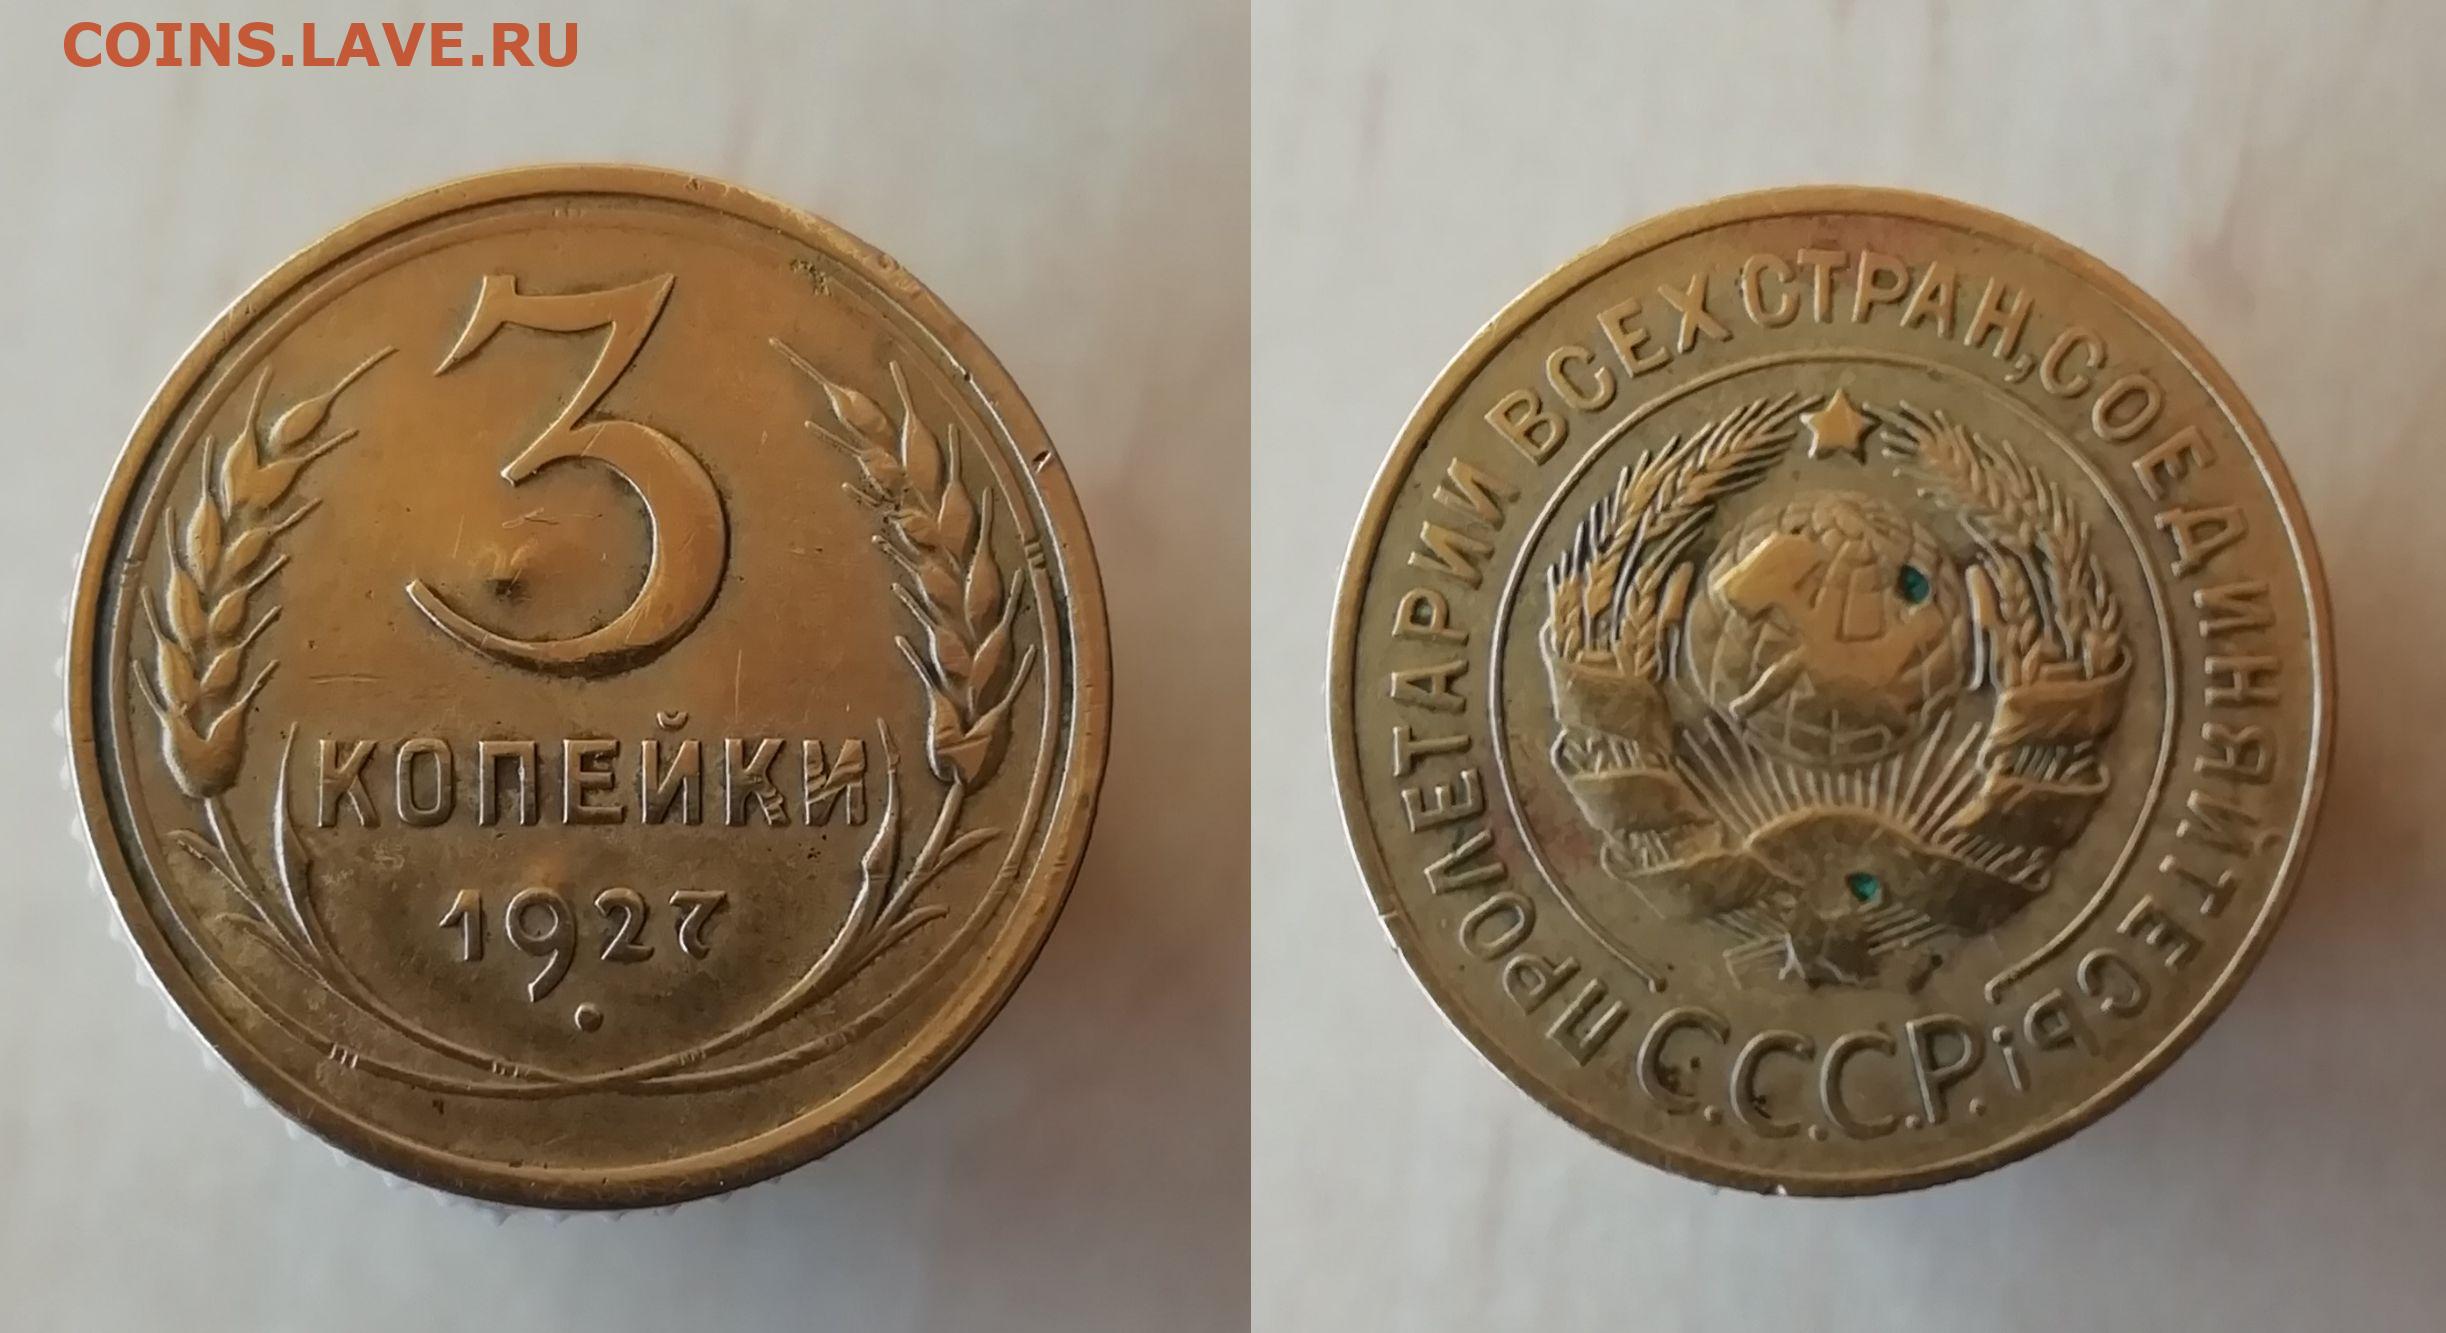 COINS.LAVE.RU
3
КОПЕЙКИ
1927
ПРОЛЕТАРИИ ВСЕХ СТРАН, СОЕДИНЯЙТЕСЬ!
С.С.С.Р.